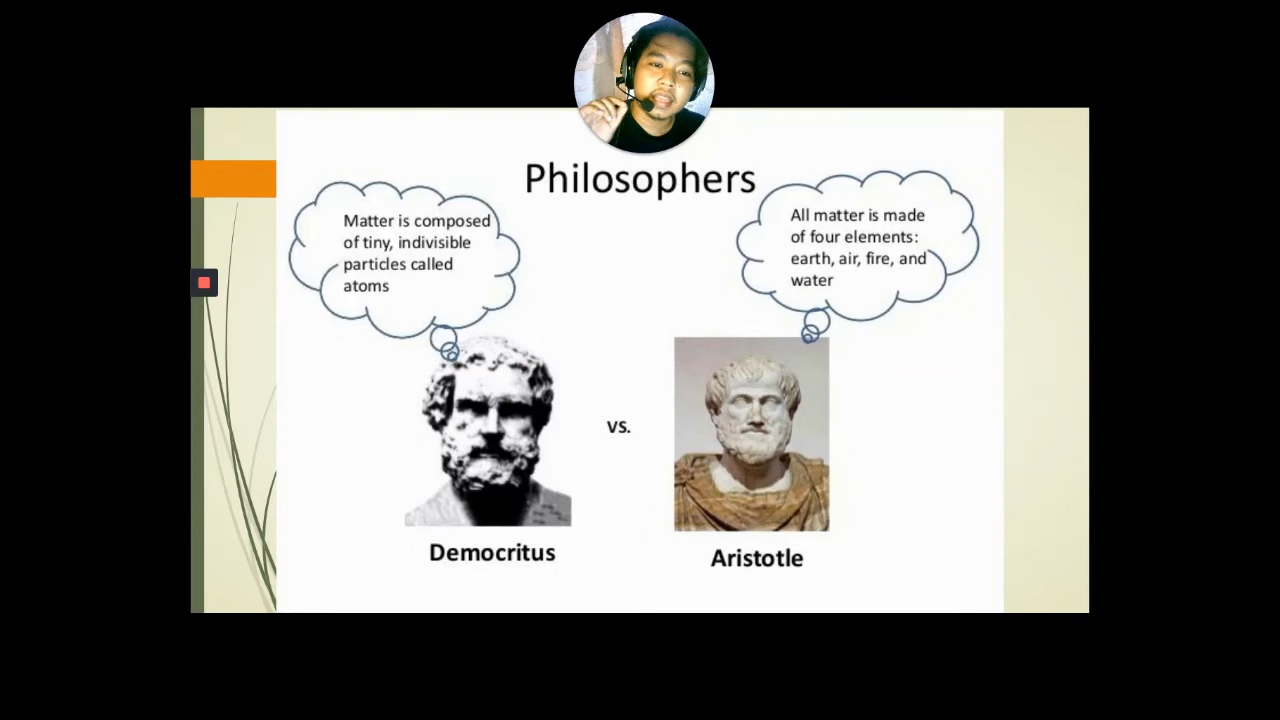 Philosophers
Matter is composed
of tiny, indivisible
particles called
atoms
All matter is made
of four elements:
earth, air, fire, and
water
vs.
Democritus
Aristotle